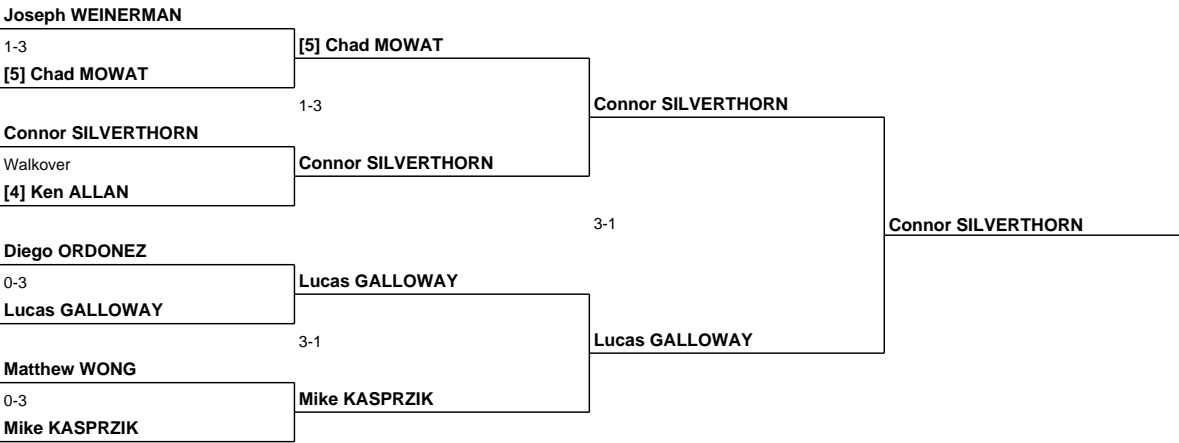 Joseph WEINERMAN
1-3
[5] Chad MOWAT
[5] Chad MOWAT
1-3
Connor SILVERTHORN
Connor SILVERTHORN
Walkover
Connor SILVERTHORN
[4] Ken ALLAN
3-1
Connor SILVERTHORN
Diego ORDONEZ
0-3
Lucas GALLOWAY
Lucas GALLOWAY
3-1
Lucas GALLOWAY
Matthew WONG
0-3
Mike KASPRZIK
Mike KASPRZIK